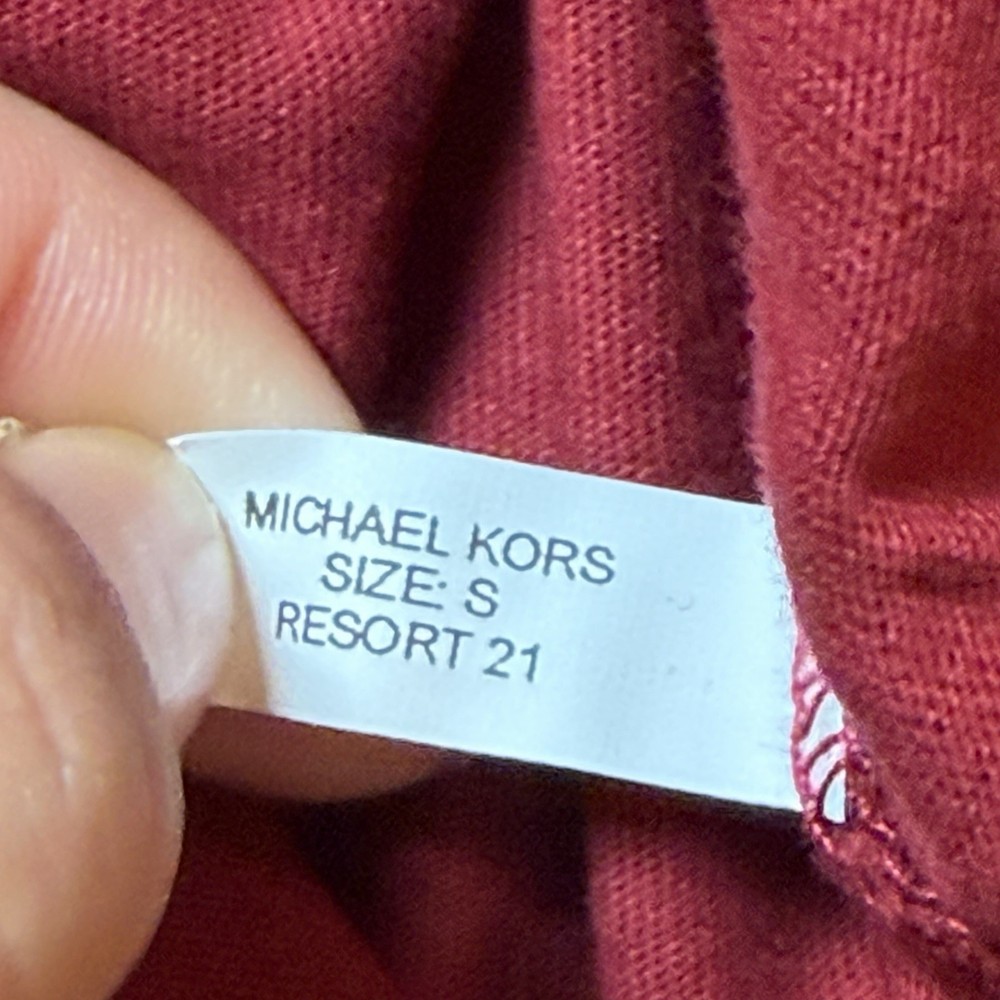 MICHAEL KORS
SIZE: S
RESORT 21